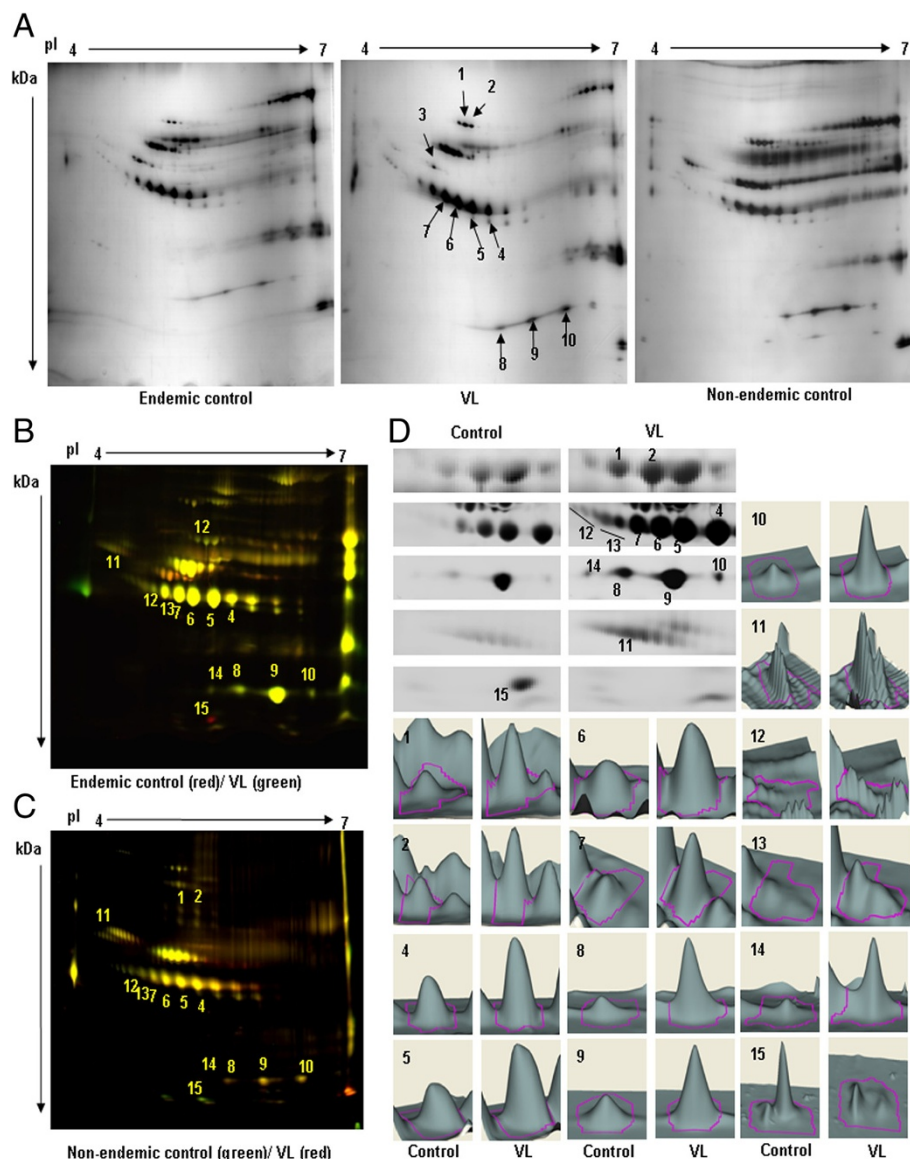 A
pI 4 7 4 7 4 7
kDa
1 2
3
7 6 5 4
8 9 10
Endemic control VL Non-endemic control
B
pI 4 7
kDa
12
11
12 13 7 6 5 4
14 8 9 10
15
Endemic control (red)/ VL (green)
C
pI 4 7
kDa
1 2
11
12 13 7 6 5 4
14 8 9 10
15
Non-endemic control (green)/ VL (red)
D
Control VL
1 2
4
12 13 7 6 5
14 8 9 10
11
15
10
11
1 6 12
2 7 13
4 8 14
5 9 15
Control VL Control VL Control VL